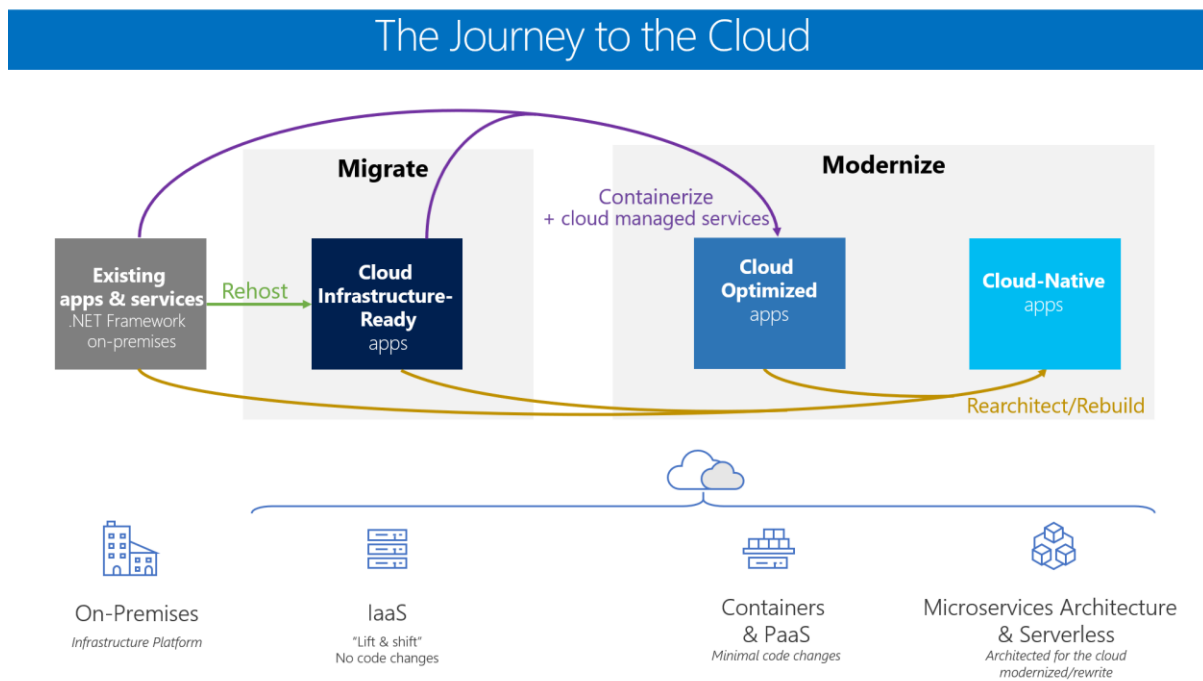 The Journey to the Cloud
Migrate
Modernize
Containerize
+ cloud managed services
Existing
apps & services
.NET Framework
on-premises
Rehost
Cloud
Infrastructure-
Ready
apps
Cloud
Optimized
apps
Cloud-Native
apps
Rearchitect/Rebuild
On-Premises
Infrastructure Platform
IaaS
"Lift & shift"
No code changes
Containers
& PaaS
Minimal code changes
Microservices Architecture
& Serverless
Architected for the cloud
modernized/rewrite